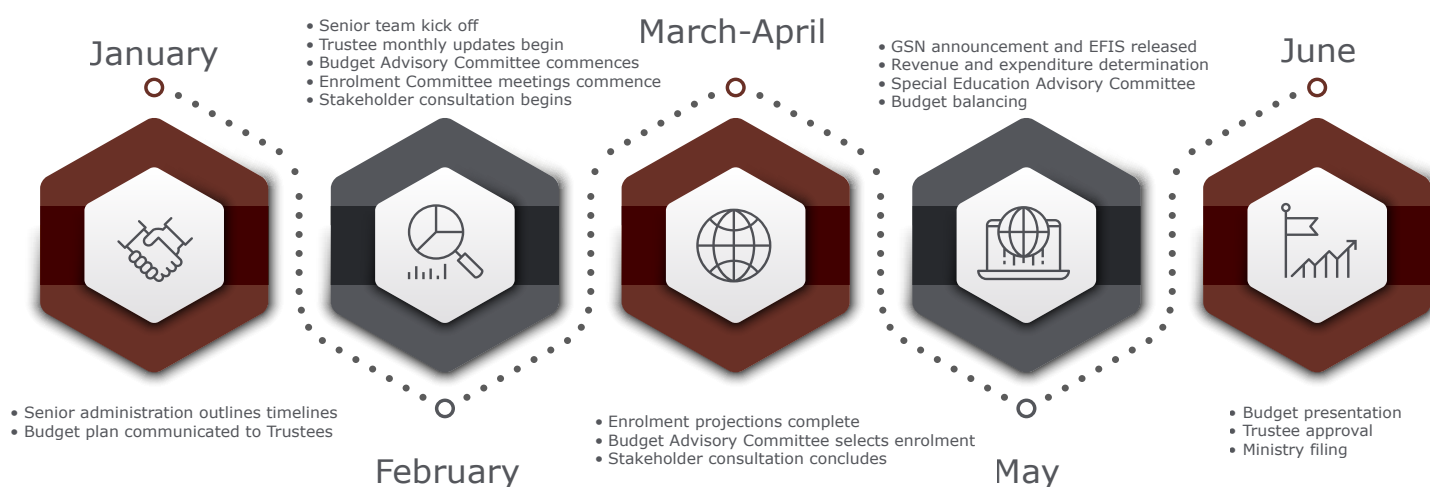 January
• Senior administration outlines timelines
• Budget plan communicated to Trustees
• Senior team kick off
• Trustee monthly updates begin
• Budget Advisory Committee commences
• Enrolment Committee meetings commence
• Stakeholder consultation begins
February
March-April
• Enrolment projections complete
• Budget Advisory Committee selects enrolment
• Stakeholder consultation concludes
• GSN announcement and EFIS released
• Revenue and expenditure determination
• Special Education Advisory Committee
• Budget balancing
May
June
• Budget presentation
• Trustee approval
• Ministry filing